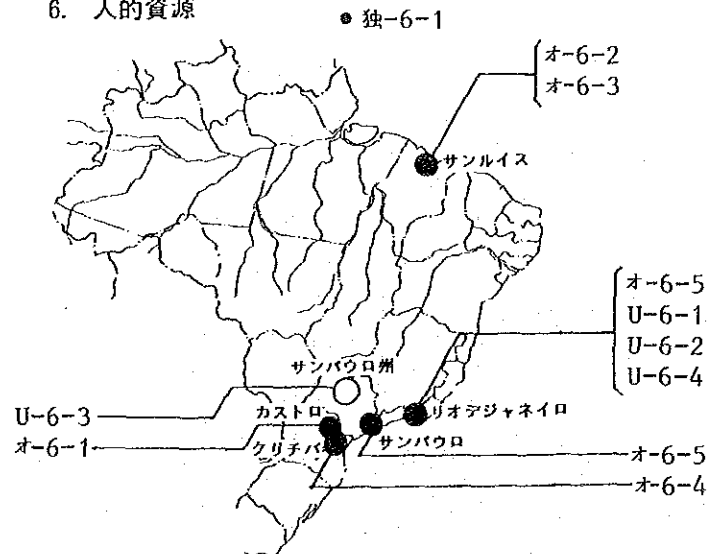 6. 人的資源
● 独-6-1
オ-6-2
オ-6-3
サンルイス
オ-6-5
U-6-1
U-6-2
U-6-4
サンパウロ州
U-6-3
カストロ
リオデジャネイロ
オ-6-1
クリチバ
サンパウロ
オ-6-5
オ-6-4